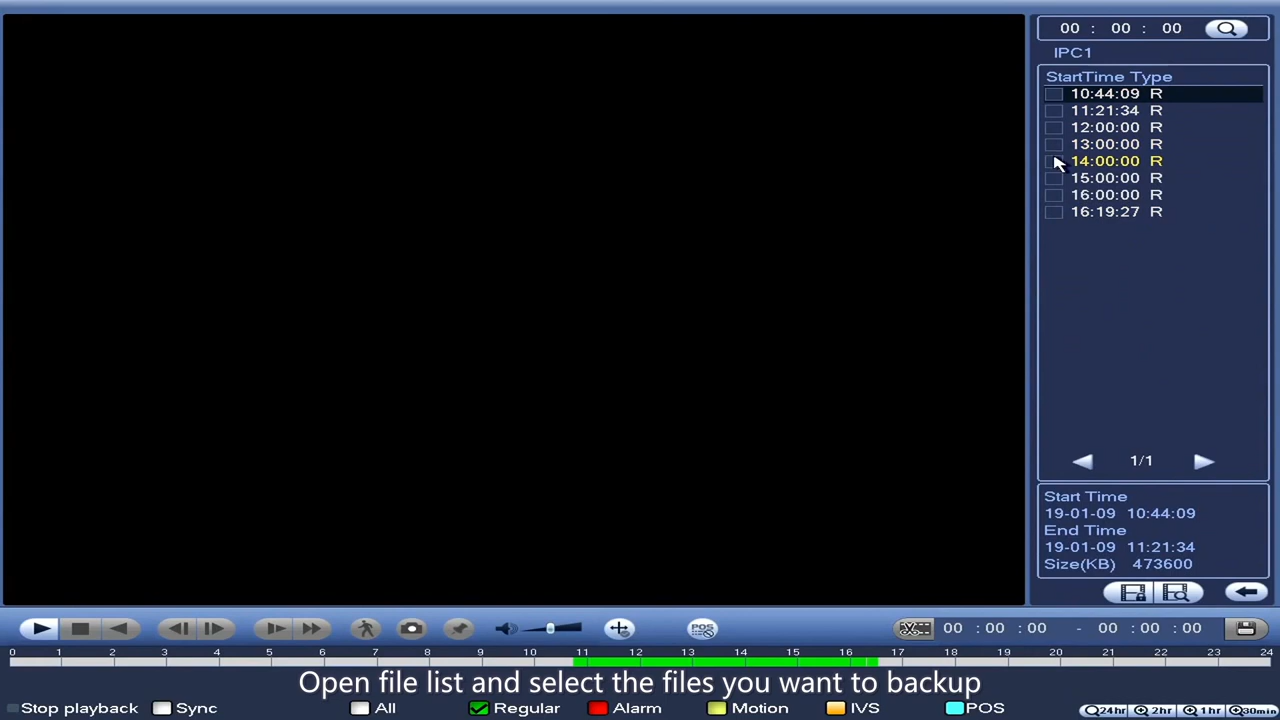 00 : 00 : 00
IPC1
StartTime Type
10:44:09 R
11:21:34 R
12:00:00 R
13:00:00 R
14:00:00 R
15:00:00 R
16:00:00 R
16:19:27 R
1/1
Start Time
19-01-09 10:44:09
End Time
19-01-09 11:21:34
Size(KB) 473600
POS 00 : 00 : 00 - 00 : 00 : 00
0 1 2 3 4 5 6 7 8 9 10 11 12 13 14 15 16 17 18 19 20 21 22 23 24
Open file list and select the files you want to backup
Stop playback Sync All Regular Alarm Motion IVS POS 24hr 2hr 1hr 30min